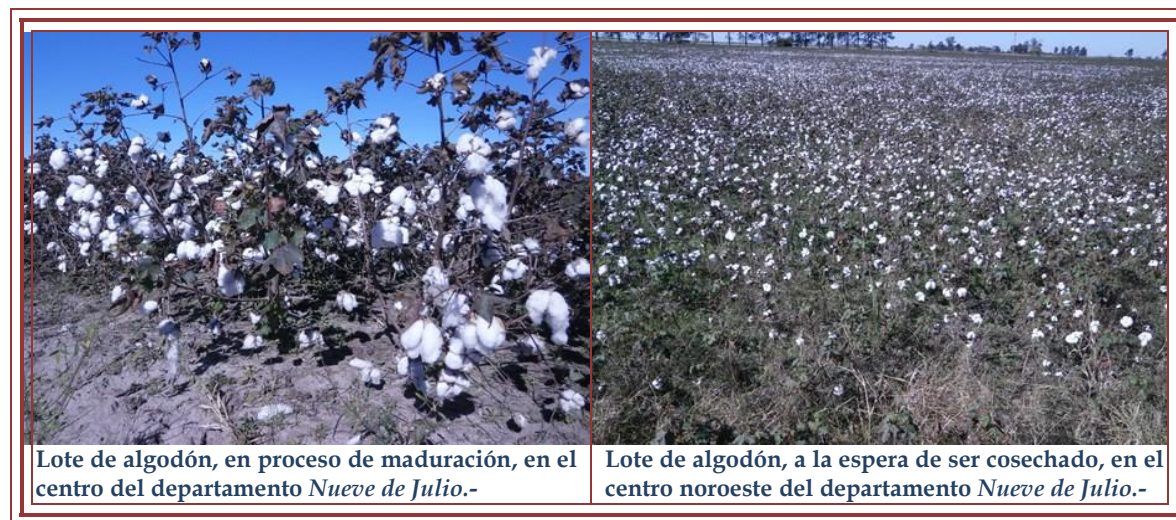 Lote de algodón, en proceso de maduración, en el
centro del departamento Nueve de Julio.-
Lote de algodón, a la espera de ser cosechado, en el
centro noroeste del departamento Nueve de Julio.-